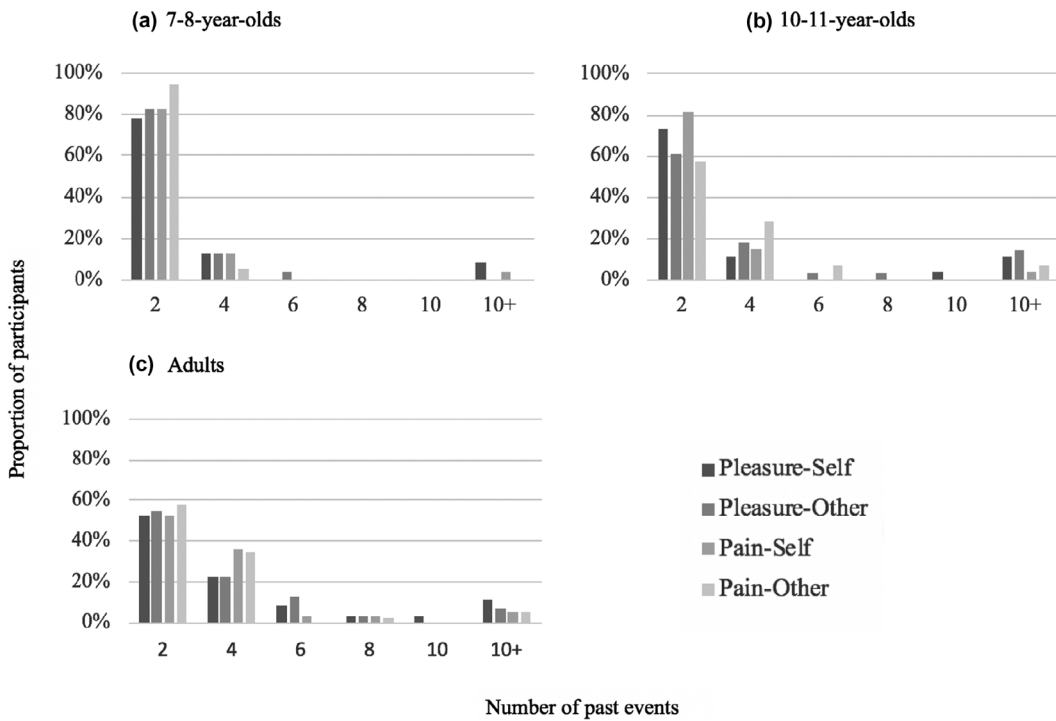 (a) 7-8-year-olds
100%
80%
60%
40%
20%
0%
2 4 6 8 10 10+
(b) 10-11-year-olds
100%
80%
60%
40%
20%
0%
2 4 6 8 10 10+
Proportion of participants
(c) Adults
100%
80%
60%
40%
20%
0%
2 4 6 8 10 10+
Pleasure-Self
Pleasure-Other
Pain-Self
Pain-Other
Number of past events